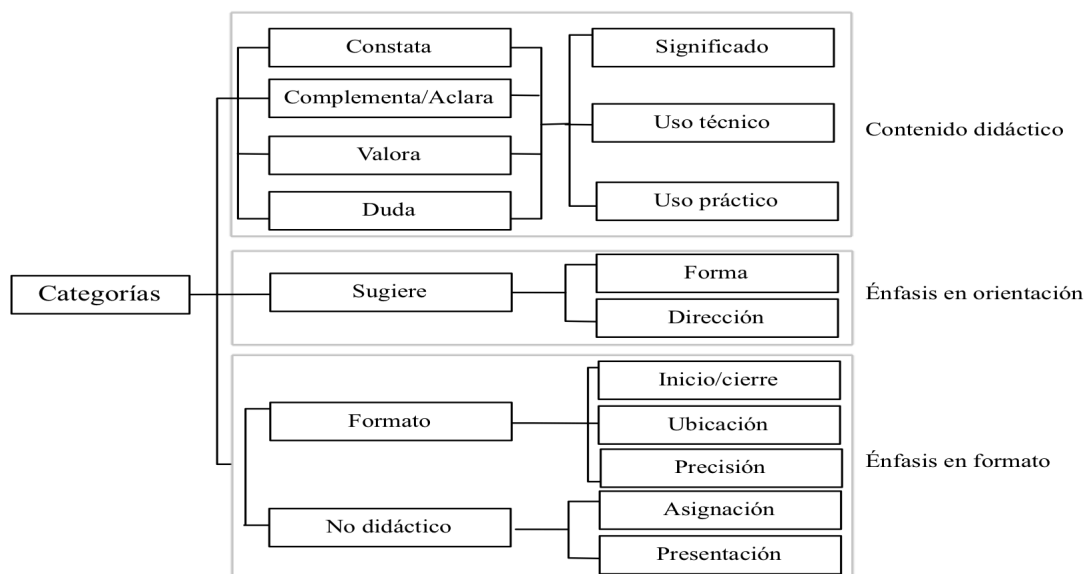 Constata
Complementa/Aclara
Valora
Duda
Significado
Uso técnico
Uso práctico
Contenido didáctico
Categorías
Sugiere
Forma
Dirección
Énfasis en orientación
Formato
No didáctico
Inicio/cierre
Ubicación
Precisión
Asignación
Presentación
Énfasis en formato